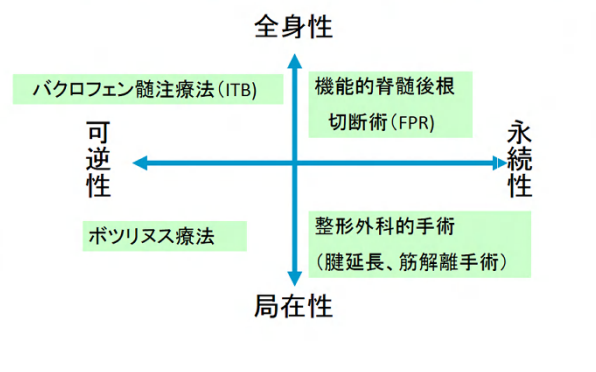 全身性
バクロフェン髄注療法（ITB)
機能的脊髄後根
切断術（FPR)
可逆性
永続性
ボツリヌス療法
整形外科的手術
（腱延長、筋解離手術）
局在性